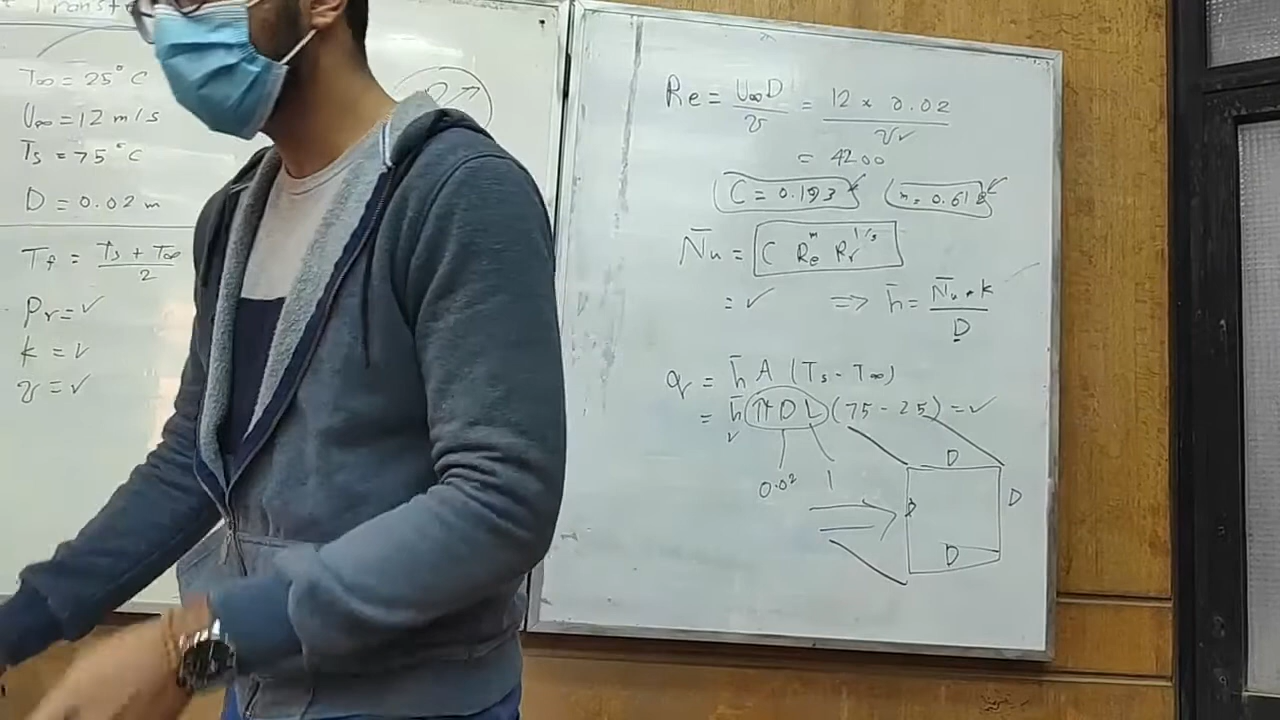 Transfer
T∞ = 25°C
U∞ = 12 m/s
Ts = 75°C
D = 0.02 m
Tf = (Ts + T∞)/2
Pr = ✓
k = ✓
ν = ✓
Re = U∞D/ν = 12 × 0.02/ν✓
= 4200
C = 0.193 m = 0.618
N̄u = C Re^m Pr^1/3
= ✓ ⇒ h̄ = N̄u * k/D
q = h̄ A (Ts - T∞)
= h̄ (πDL) (75 - 25) = ✓
✓
0.02 1
D
D D
D